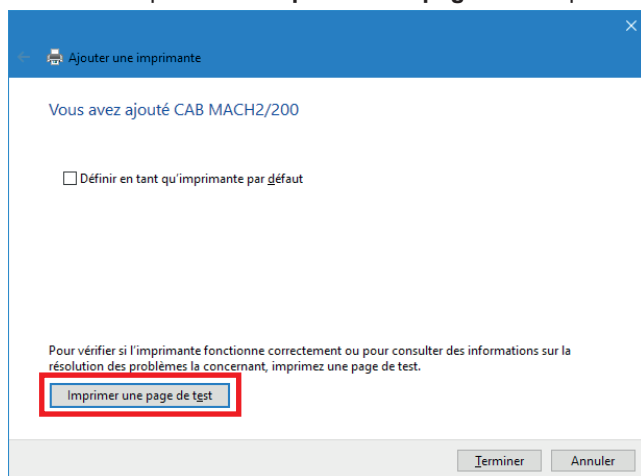 Ajouter une imprimante
Vous avez ajouté CAB MACH2/200
Définir en tant qu'imprimante par défaut
Pour vérifier si l'imprimante fonctionne correctement ou pour consulter des informations sur la
résolution des problèmes la concernant, imprimez une page de test.
Imprimer une page de test
Terminer Annuler